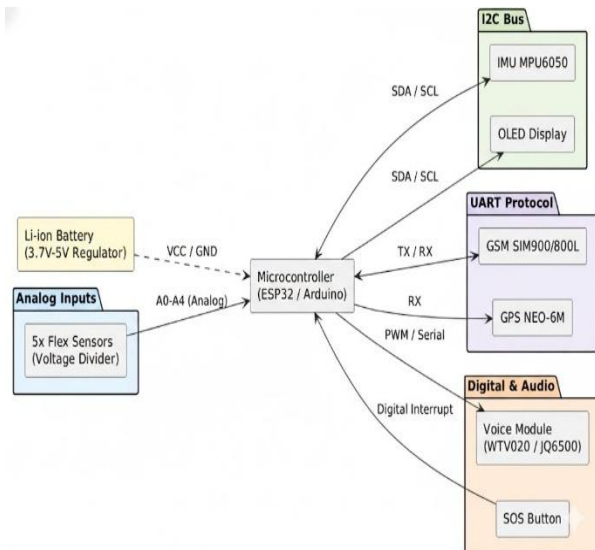 I2C Bus
IMU MPU6050
SDA / SCL
OLED Display
SDA / SCL
UART Protocol
Li-ion Battery
(3.7V-5V Regulator)
VCC / GND
GSM SIM900/800L
TX / RX
Microcontroller
(ESP32 / Arduino)
Analog Inputs
A0-A4 (Analog)
RX
GPS NEO-6M
5x Flex Sensors
(Voltage Divider)
PWM / Serial
Digital & Audio
Digital Interrupt
Voice Module
(WTV020 / JQ6500)
SOS Button